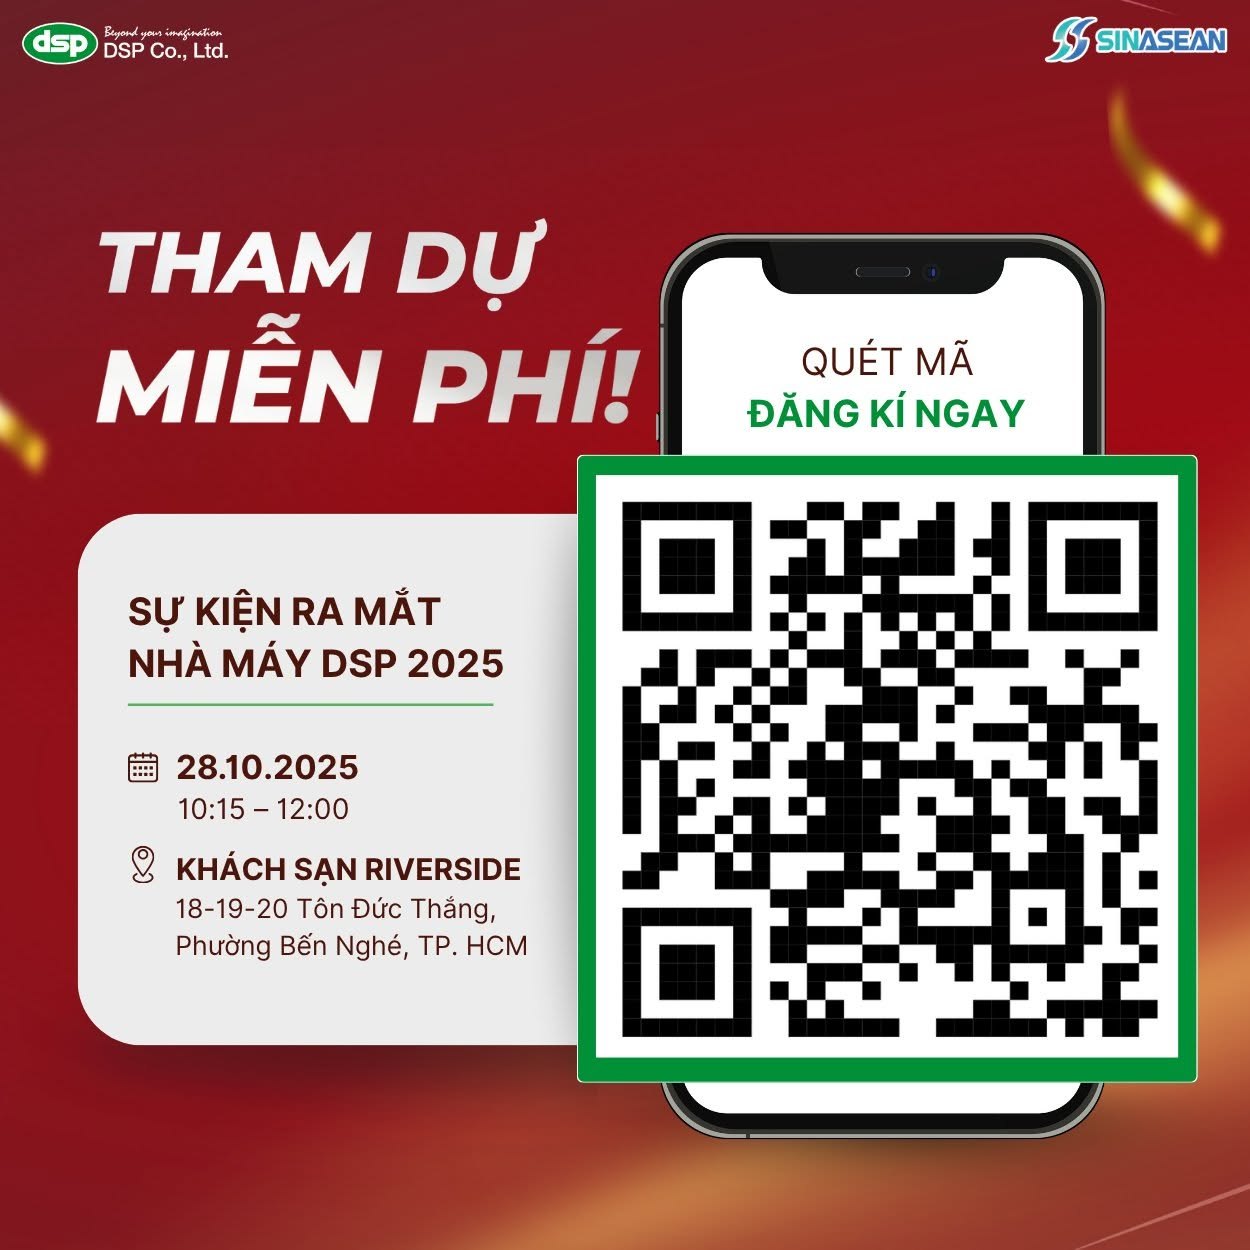 dsp
Beyond your imagination
DSP Co., Ltd.
SINASEAN
THAM DỰ
MIỄN PHÍ!
QUÉT MÃ
ĐĂNG KÍ NGAY
SỰ KIỆN RA MẮT
NHÀ MÁY DSP 2025
28.10.2025
10:15 – 12:00
KHÁCH SẠN RIVERSIDE
18-19-20 Tôn Đức Thắng,
Phường Bến Nghé, TP. HCM